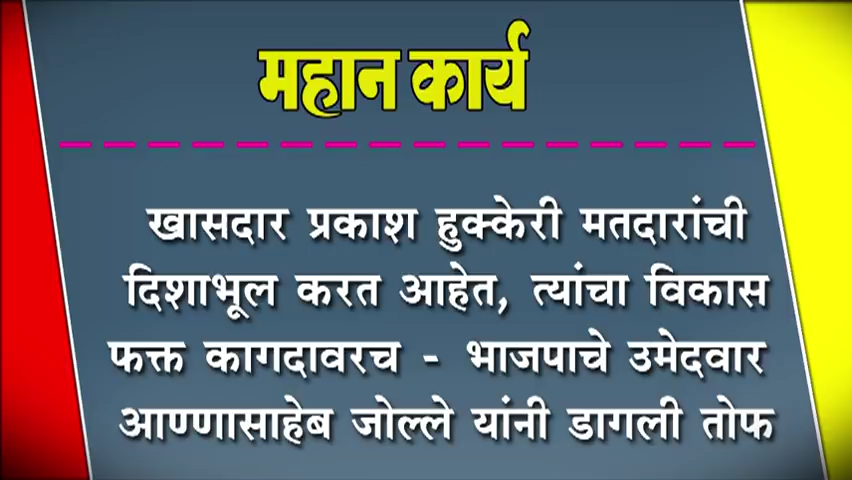 महान कार्य
खासदार प्रकाश हुक्केरी मतदारांची
दिशाभूल करत आहेत, त्यांचा विकास
फक्त कागदावरच - भाजपाचे उमेदवार
आण्णासाहेब जोल्ले यांनी डागली तोफ